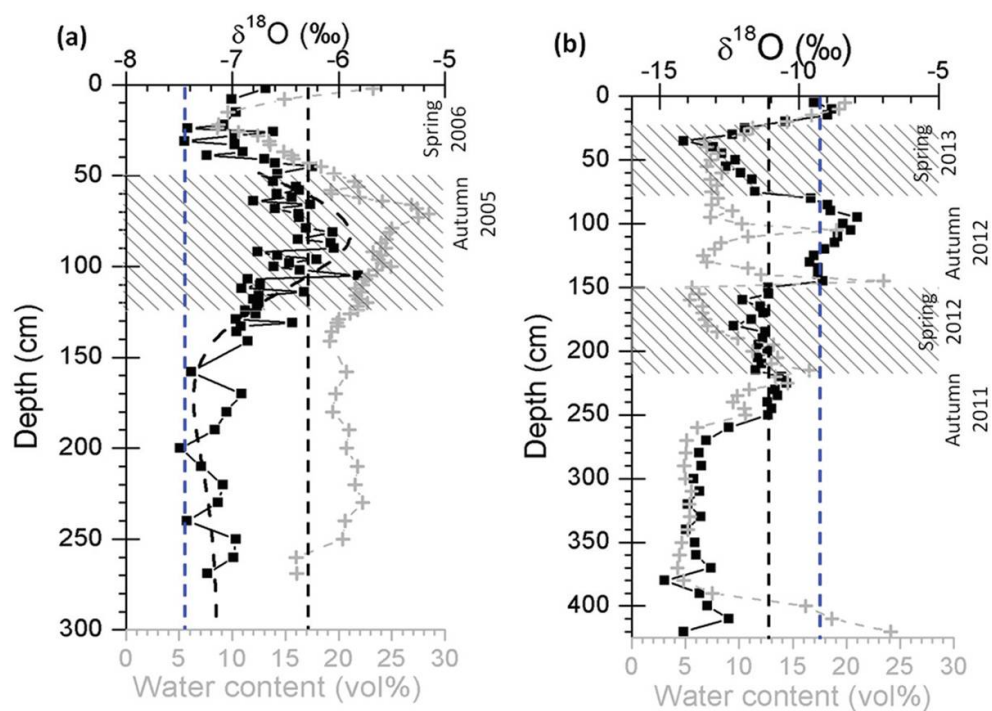 (a)
δ18O (‰)
-8 -7 -6 -5
0
50
100
150
200
250
300
Depth (cm)
Spring
2006
Autumn
2005
0 5 10 15 20 25 30
Water content (vol%)
(b)
δ18O (‰)
-15 -10 -5
0
50
100
150
200
250
300
350
400
Depth (cm)
Spring
2013
Autumn
2012
Spring
2012
Autumn
2011
0 5 10 15 20 25 30
Water content (vol%)